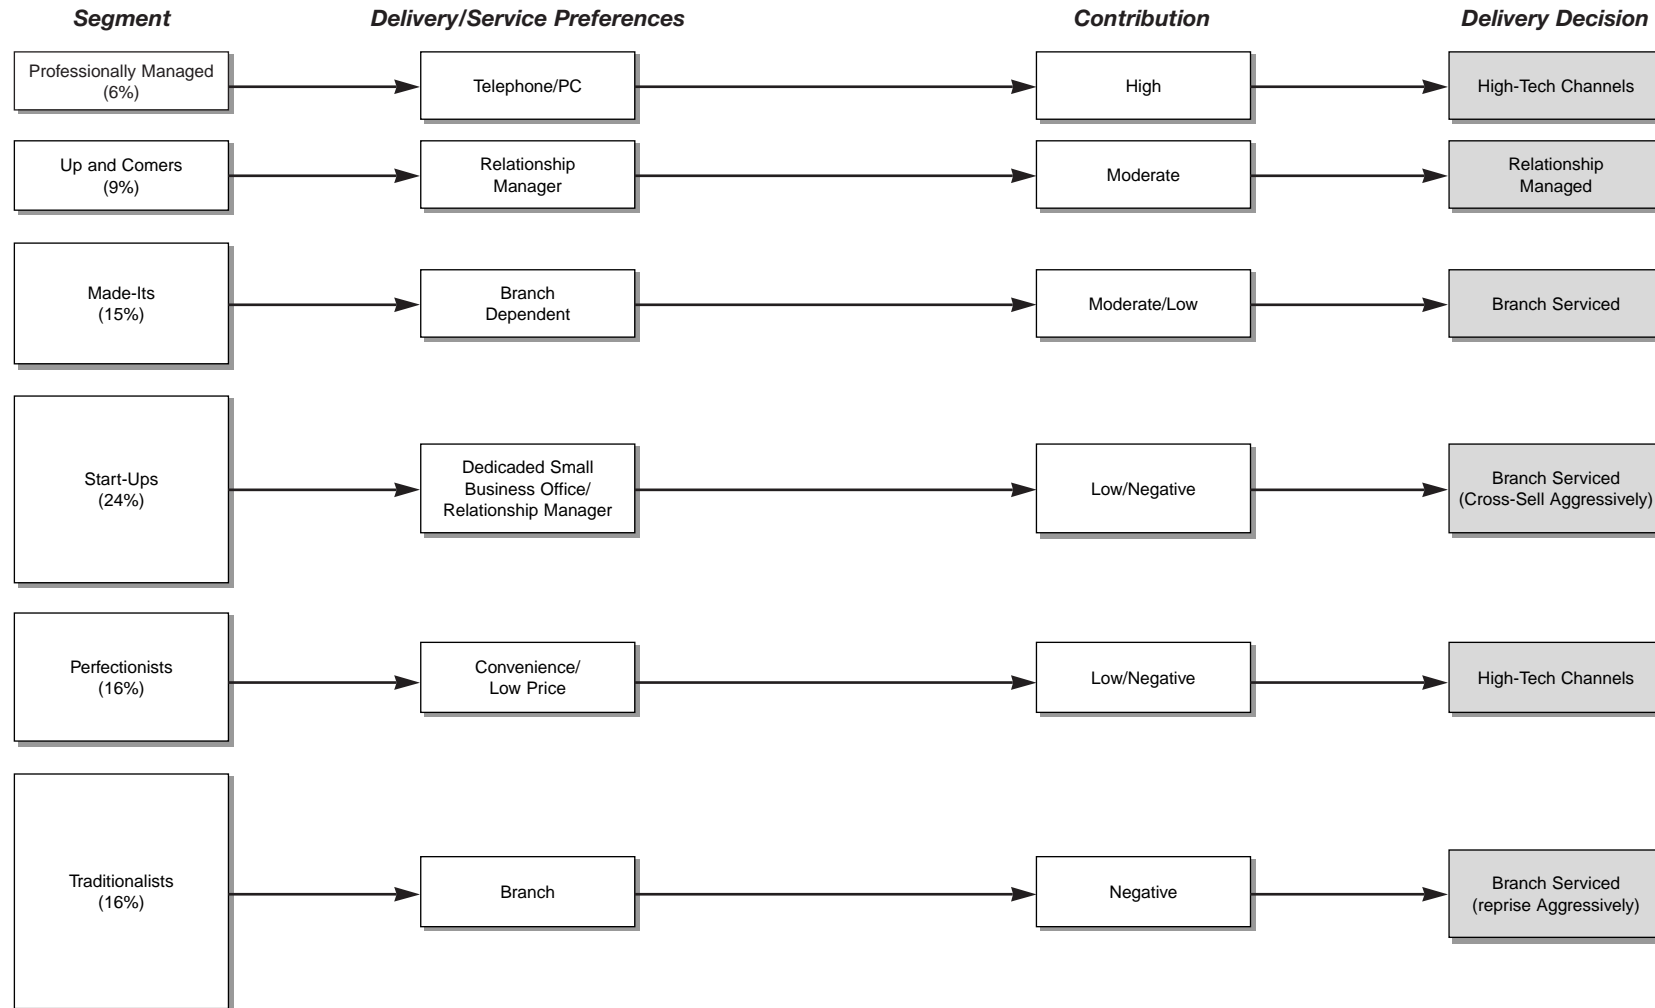 Segment
Delivery/Service Preferences
Contribution
Delivery Decision
Professionally Managed
(6%)
Telephone/PC
High
High-Tech Channels
Up and Comers
(9%)
Relationship
Manager
Moderate
Relationship
Managed
Made-Its
(15%)
Branch
Dependent
Moderate/Low
Branch Serviced
Start-Ups
(24%)
Dedicaded Small
Business Office/
Relationship Manager
Low/Negative
Branch Serviced
(Cross-Sell Aggressively)
Perfectionists
(16%)
Convenience/
Low Price
Low/Negative
High-Tech Channels
Traditionalists
(16%)
Branch
Negative
Branch Serviced
(reprise Aggressively)